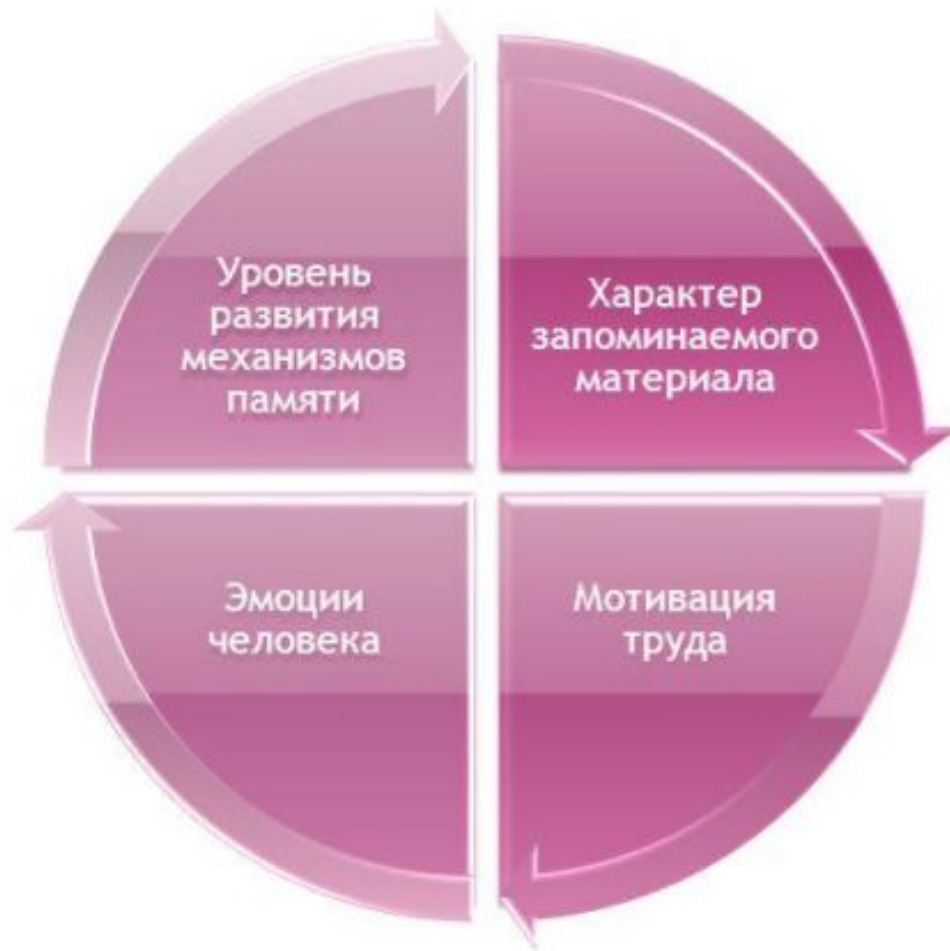 Уровень
развития
механизмов
памяти
Характер
запоминаемого
материала
Эмоции
человека
Мотивация
труда